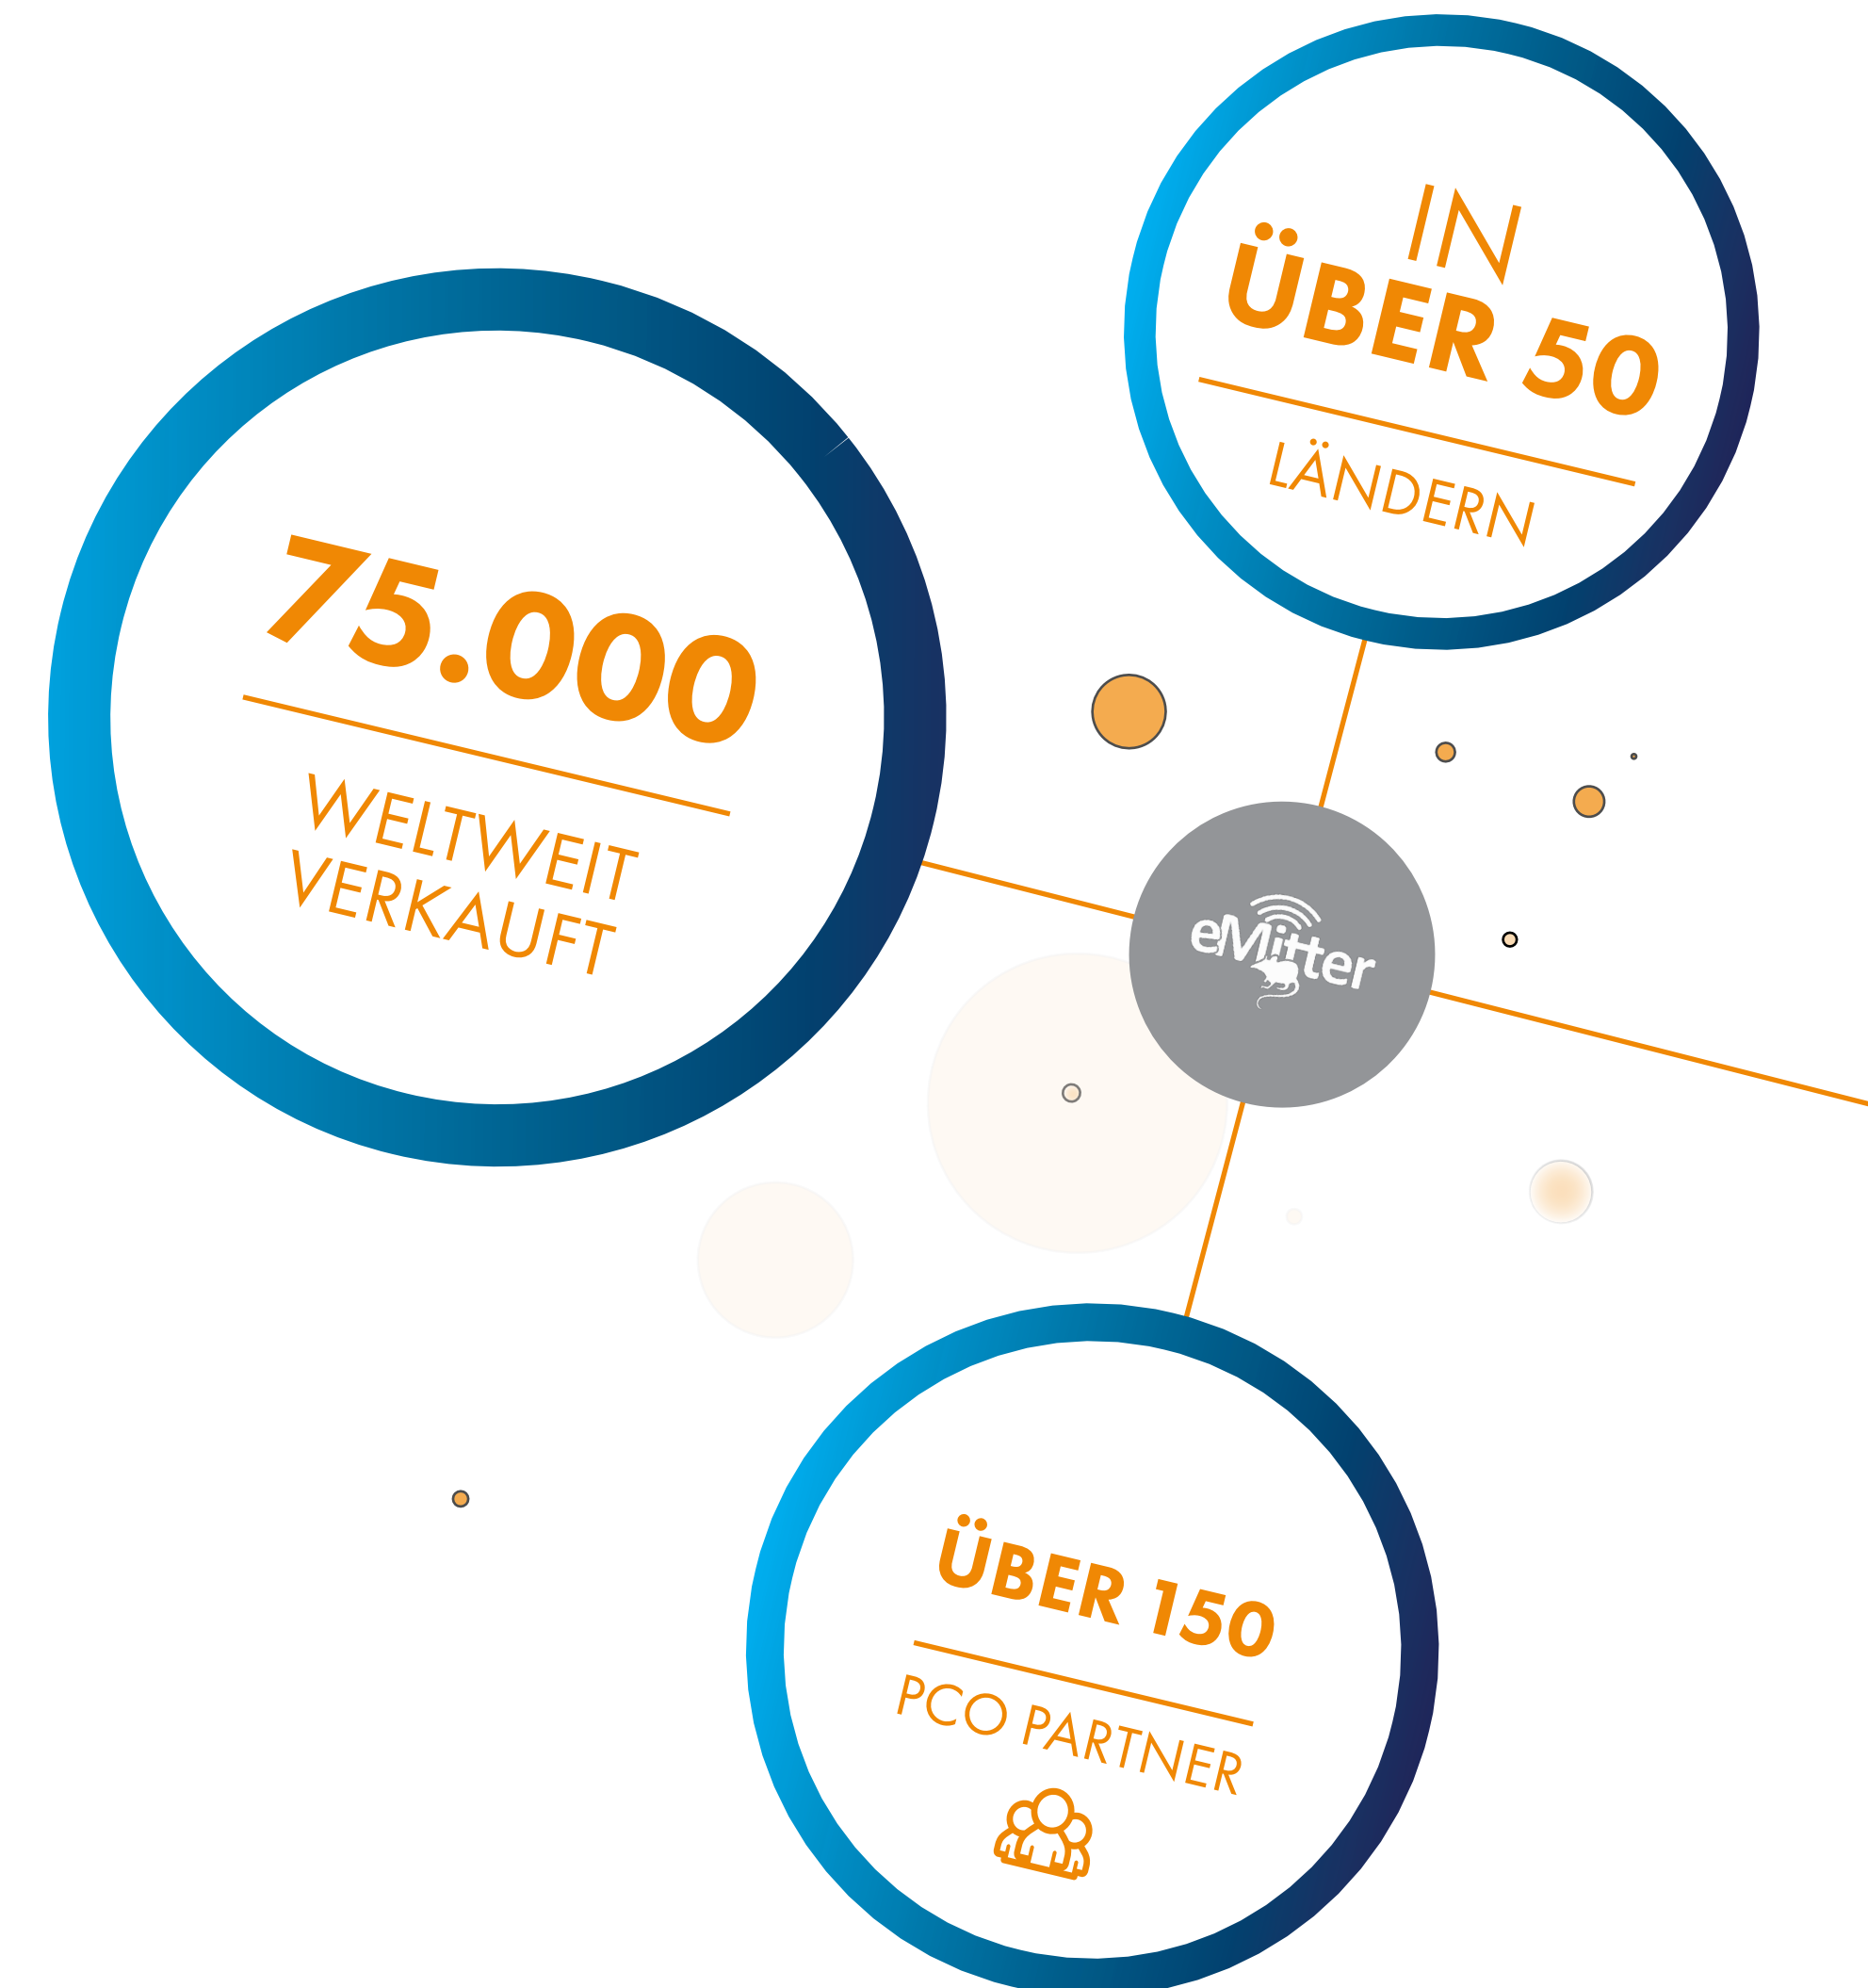 IN
ÜBER 50
LÄNDERN
75.000
WELTWEIT
VERKAUFT
eMitter
ÜBER 150
PCO PARTNER